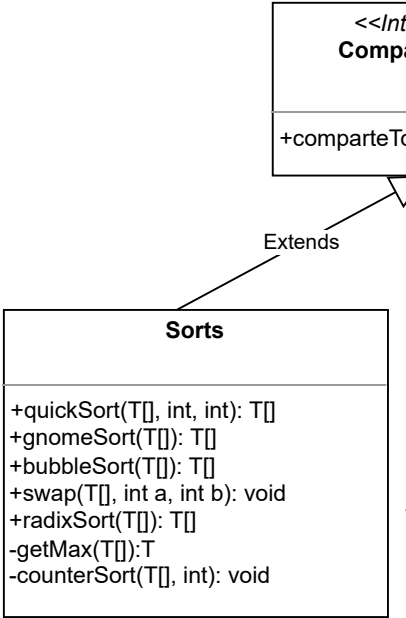 <<Int
Compa
+comparteTo
Extends
Sorts
+quickSort(T[], int, int): T[]
+gnomeSort(T[]): T[]
+bubbleSort(T[]): T[]
+swap(T[], int a, int b): void
+radixSort(T[]): T[]
-getMax(T[]):T
-counterSort(T[], int): void